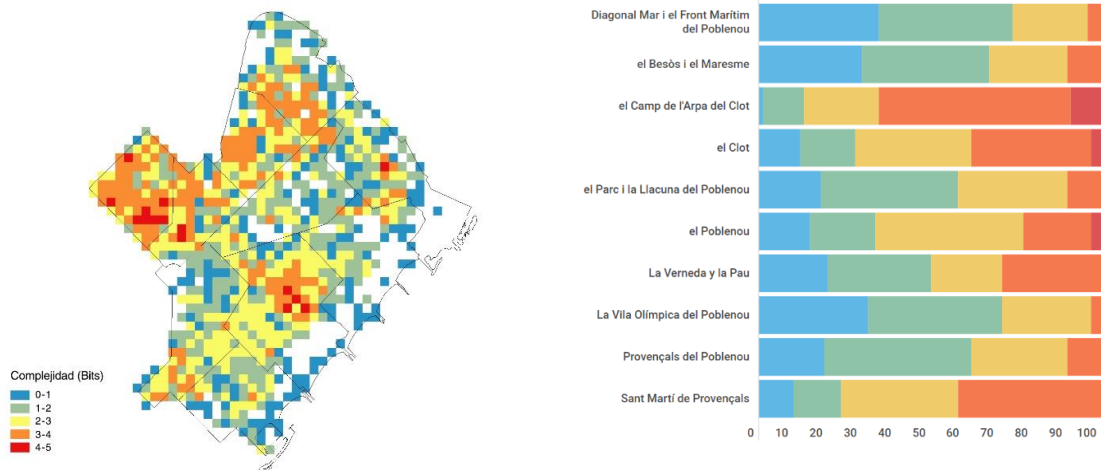 Complejidad (Bits)
0-1
1-2
2-3
3-4
4-5
Diagonal Mar i el Front Marítim
del Poblenou
el Besòs i el Maresme
el Camp de l'Arpa del Clot
el Clot
el Parc i la Llacuna del Poblenou
el Poblenou
La Verneda y la Pau
La Vila Olímpica del Poblenou
Provençals del Poblenou
Sant Martí de Provençals
0 10 20 30 40 50 60 70 80 90 100